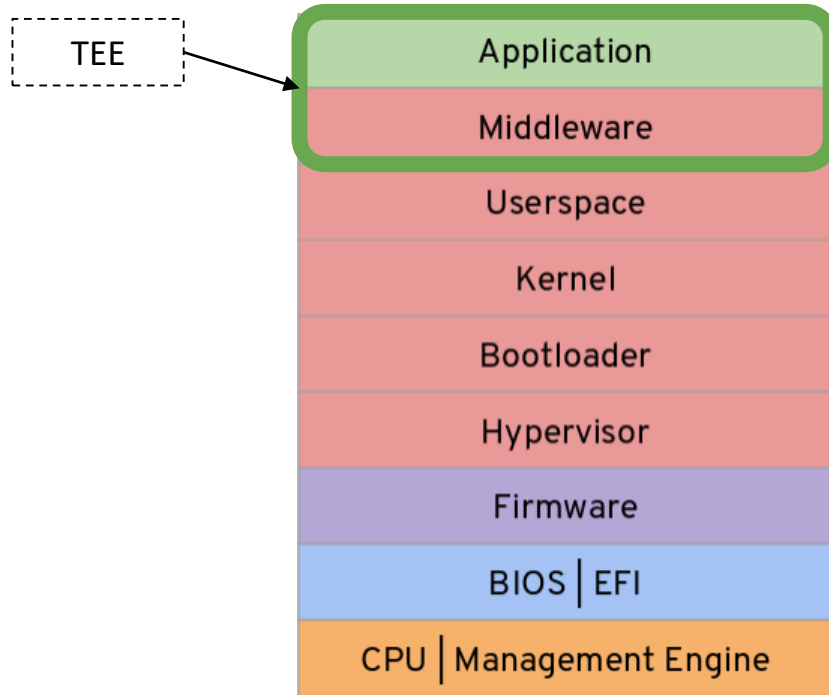 TEE
Application
Middleware
Userspace
Kernel
Bootloader
Hypervisor
Firmware
BIOS | EFI
CPU | Management Engine